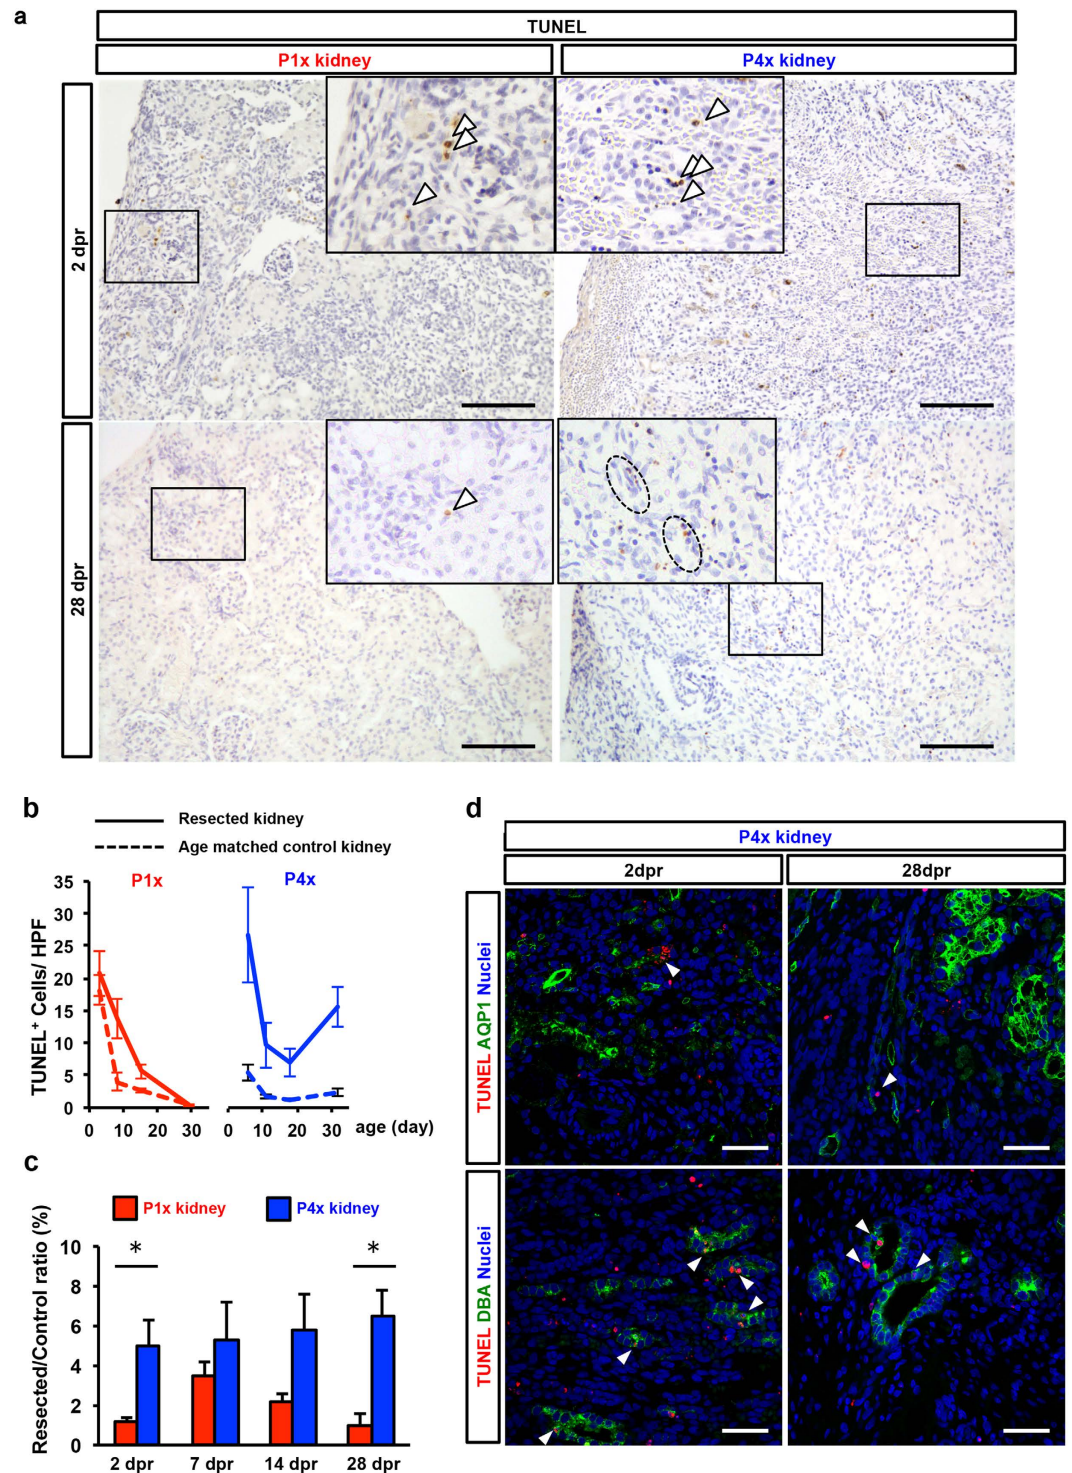 a
TUNEL
P1x kidney
P4x kidney
2 dpr
28 dpr
b
Resected kidney
Age matched control kidney
P1x
P4x
TUNEL⁺ Cells/ HPF
35
30
25
20
15
10
5
0
0 10 20 30
0 10 20 30
age (day)
c
P1x kidney
P4x kidney
Resected/Control ratio (%)
10
8
6
4
2
0
*
*
2 dpr
7 dpr
14 dpr
28 dpr
d
P4x kidney
2dpr
28dpr
TUNEL AQP1 Nuclei
TUNEL DBA Nuclei